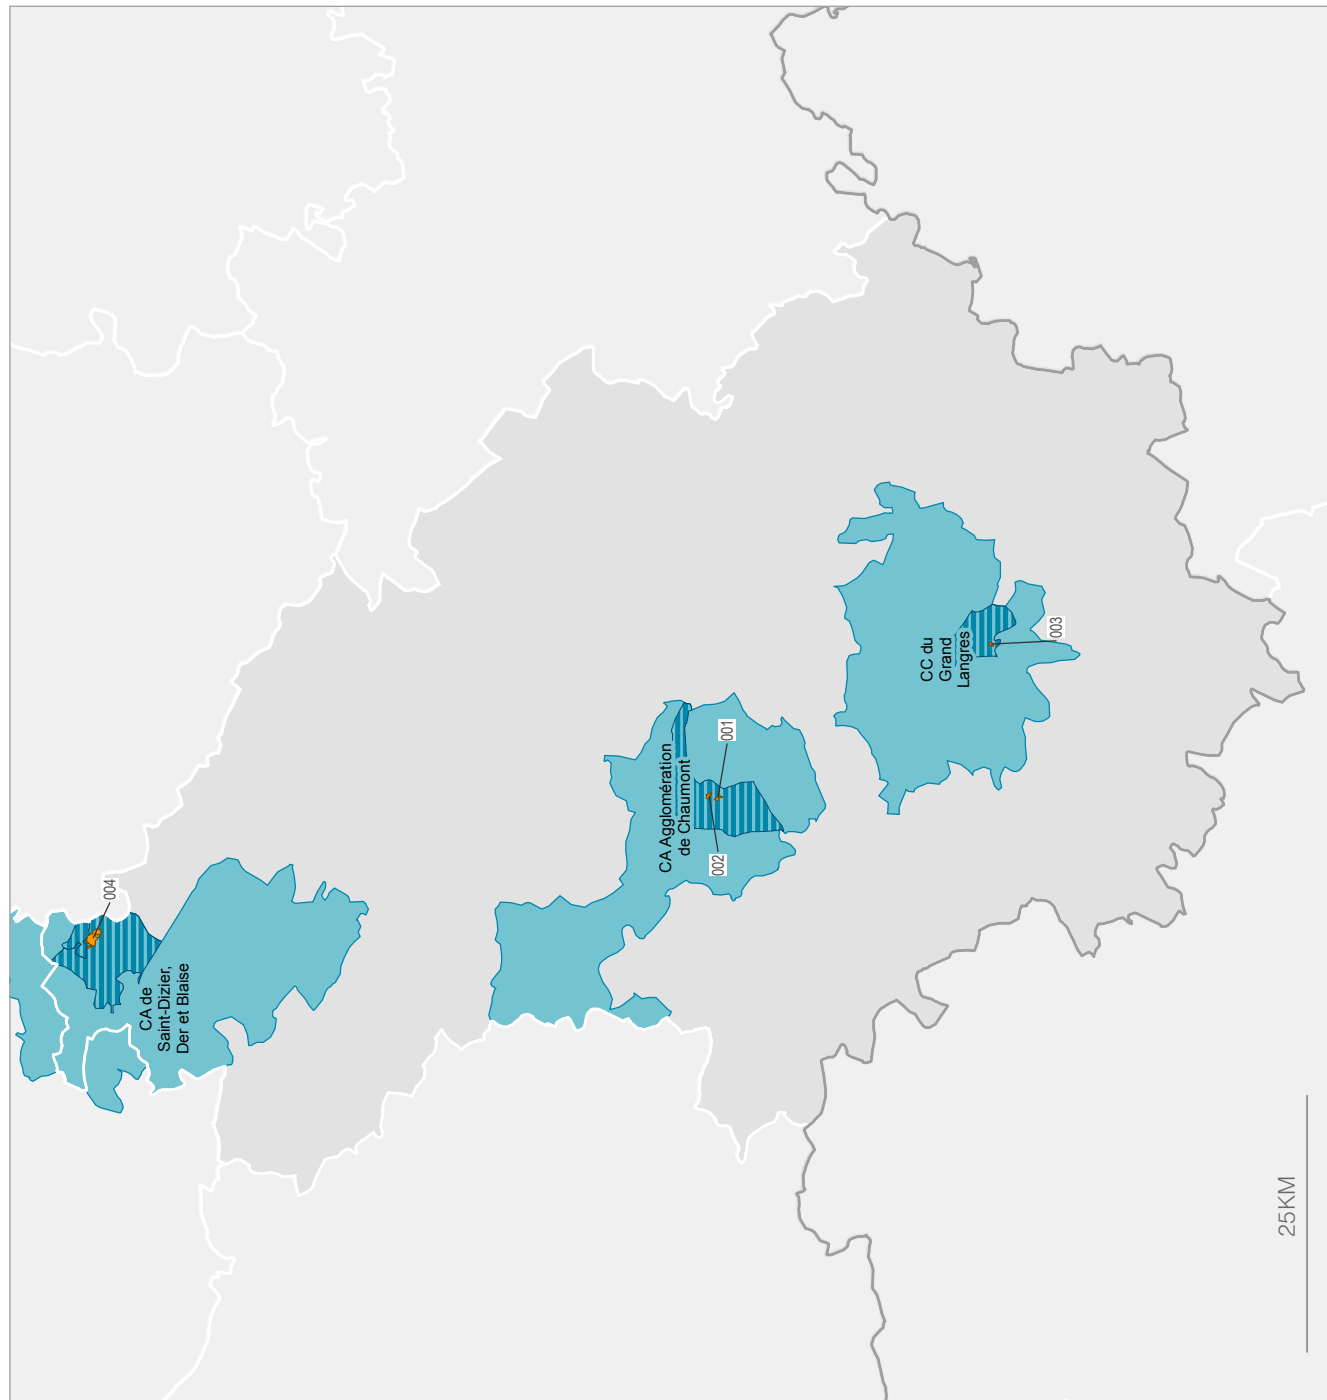 004
CA de
Saint-Dizier,
Der et Blaise
CA Agglomération
de Chaumont
001
002
CC du
Grand
Langres
003
25KM